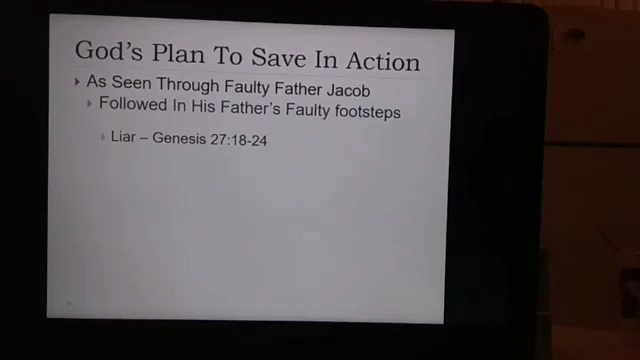 God's Plan To Save In Action
As Seen Through Faulty Father Jacob
Followed In His Father's Faulty footsteps
Liar – Genesis 27:18-24